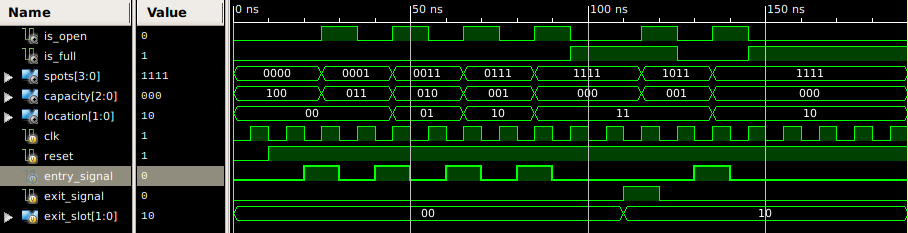 Name Value 0 ns 50 ns 100 ns 150 ns
is_open 0
is_full 1
spots[3:0] 1111 0000 0001 0011 0111 1111 1011 1111
capacity[2:0] 000 100 011 010 001 000 001 000
location[1:0] 10 00 01 10 11 10
clk 1
reset 1
entry_signal 0
exit_signal 0
exit_slot[1:0] 10 00 10